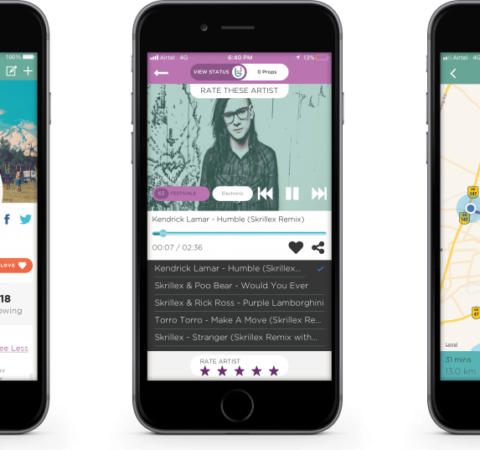 100%
LOVE
18
owing
ee Less
Airtel 4G
6:40 PM
13%
VIEW STATUS
0 Props
RATE THESE ARTIST
FESTIVALS
Electronic
Kendrick Lamar - Humble (Skrillex Remix)
00:07 / 02:36
Kendrick Lamar - Humble (Skrillex...
Skrillex & Poo Bear - Would You Ever
Skrillex & Rick Ross - Purple Lamborghini
Torro Torro - Make A Move (Skrillex Re...
Skrillex - Stranger (Skrillex Remix with...
RATE ARTIST
Airtel 4G
Legal
31 mins
13.0 km